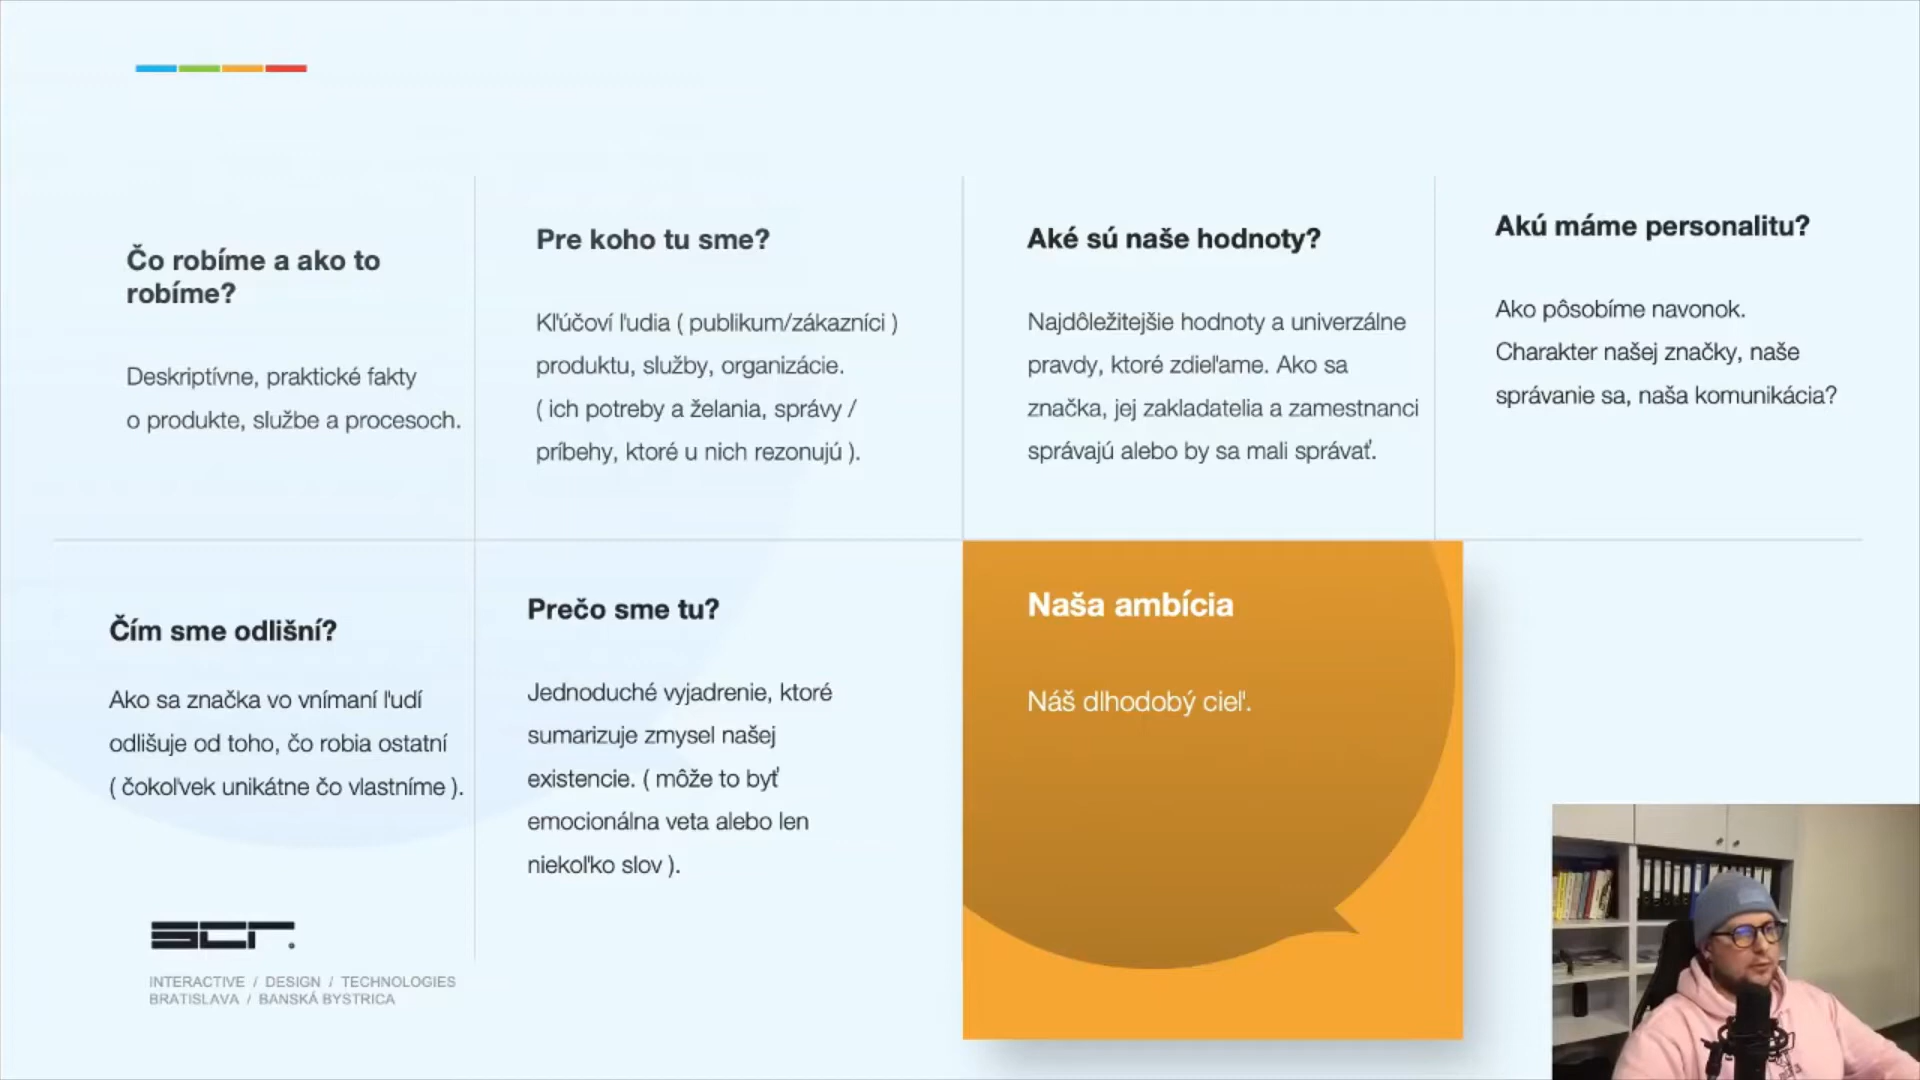 Čo robíme a ako to
robíme?
Deskriptívne, praktické fakty
o produkte, službe a procesoch.
Pre koho tu sme?
Kľúčoví ľudia ( publikum/zákazníci )
produktu, služby, organizácie.
( ich potreby a želania, správy /
príbehy, ktoré u nich rezonujú ).
Aké sú naše hodnoty?
Najdôležitejšie hodnoty a univerzálne
pravdy, ktoré zdieľame. Ako sa
značka, jej zakladatelia a zamestnanci
správajú alebo by sa mali správať.
Akú máme personalitu?
Ako pôsobíme navonok.
Charakter našej značky, naše
správanie sa, naša komunikácia?
Čím sme odlišní?
Ako sa značka vo vnímaní ľudí
odlišuje od toho, čo robia ostatní
( čokoľvek unikátne čo vlastníme ).
Prečo sme tu?
Jednoduché vyjadrenie, ktoré
sumarizuje zmysel našej
existencie. ( môže to byť
emocionálna veta alebo len
niekoľko slov ).
Naša ambícia
Náš dlhodobý cieľ.
scr.
INTERACTIVE / DESIGN / TECHNOLOGIES
BRATISLAVA / BANSKÁ BYSTRICA